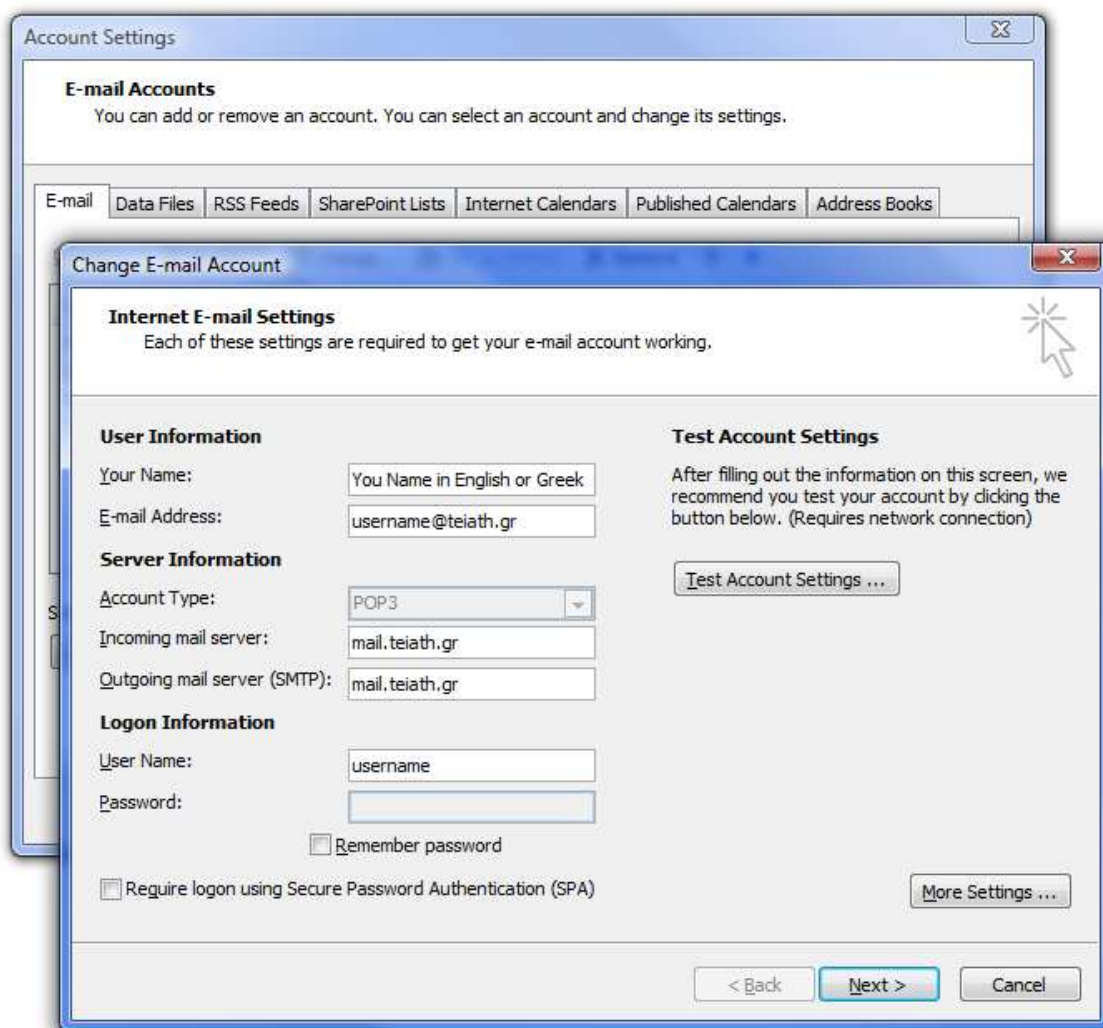 Account Settings
E-mail Accounts
You can add or remove an account. You can select an account and change its settings.
E-mail Data Files RSS Feeds SharePoint Lists Internet Calendars Published Calendars Address Books
Change E-mail Account
Internet E-mail Settings
Each of these settings are required to get your e-mail account working.
User Information
Your Name: You Name in English or Greek
E-mail Address: username@teiath.gr
Server Information
Account Type: POP3
Incoming mail server: mail.teiath.gr
Outgoing mail server (SMTP): mail.teiath.gr
Logon Information
User Name: username
Password:
Remember password
Require logon using Secure Password Authentication (SPA)
Test Account Settings
After filling out the information on this screen, we
recommend you test your account by clicking the
button below. (Requires network connection)
Test Account Settings ...
More Settings ...
< Back Next > Cancel